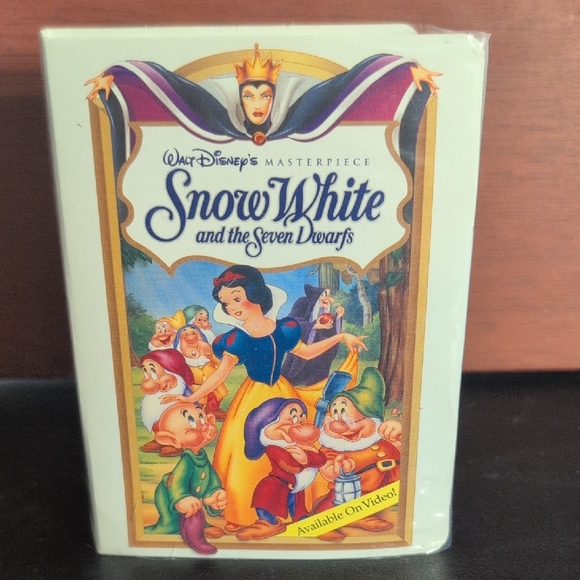 WALT DISNEY'S MASTERPIECE
Snow White
and the Seven Dwarfs
Available On Video!